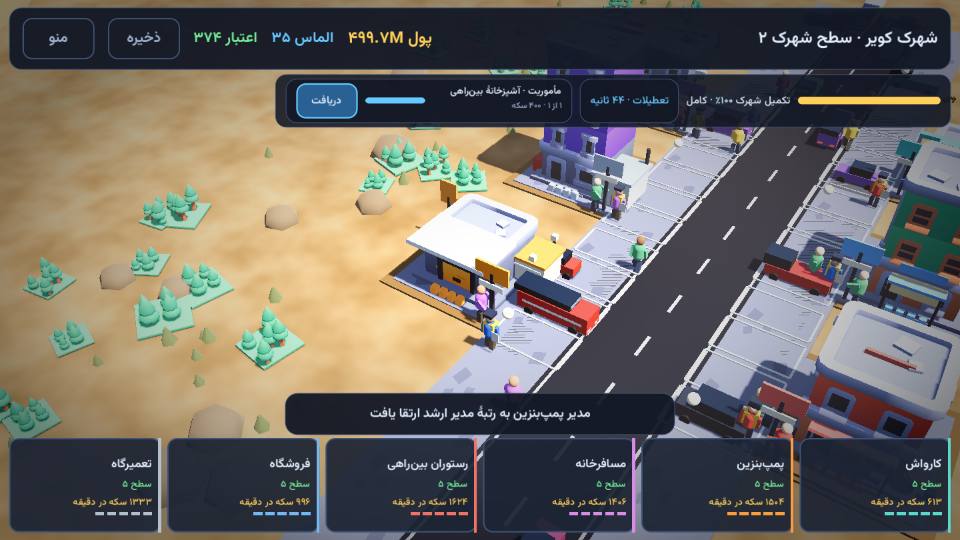 شهرک کویر · سطح شهرک ۲
پول ۴۹۹.۷M
الماس ۳۵
اعتبار ۳۷۴
ذخیره
منو
تکمیل شهرک ۱۰۰٪ · کامل
تعطیلات · ۴۴ ثانیه
مأموریت · آشپزخانهٔ بین‌راهی
۱ از ۱ · ۴۰۰ سکه
دریافت
مدیر پمپ‌بنزین به رتبهٔ مدیر ارشد ارتقا یافت
کارواش
سطح ۵
۶۱۳ سکه در دقیقه
پمپ‌بنزین
سطح ۵
۱۵۰۴ سکه در دقیقه
مسافرخانه
سطح ۵
۱۴۰۶ سکه در دقیقه
رستوران بین‌راهی
سطح ۵
۱۶۲۴ سکه در دقیقه
فروشگاه
سطح ۵
۹۹۶ سکه در دقیقه
تعمیرگاه
سطح ۵
۱۳۳۳ سکه در دقیقه